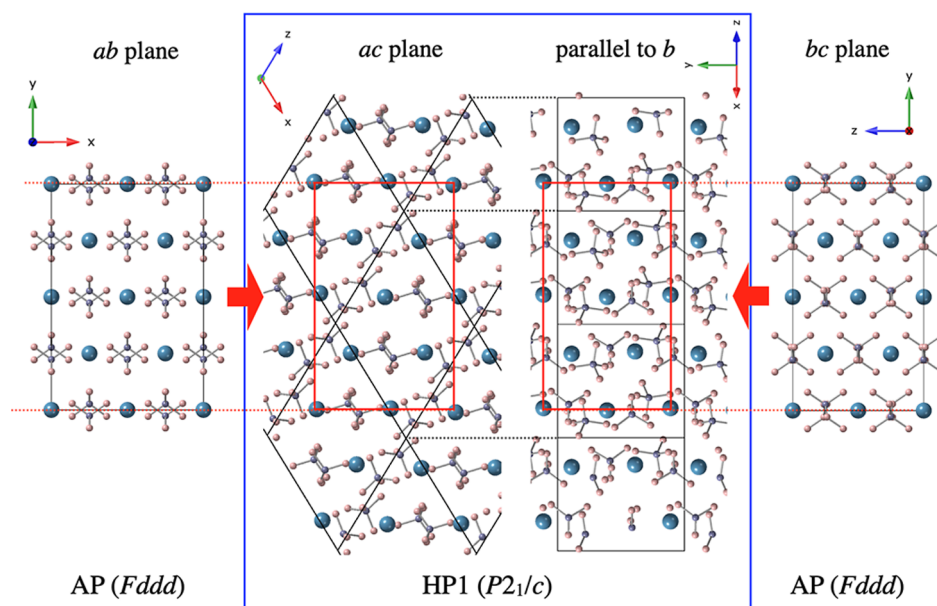 ab plane
ac plane
parallel to b
bc plane
y
x
z
x
z
y
x
y
z
AP (Fddd)
HP1 (P2₁/c)
AP (Fddd)